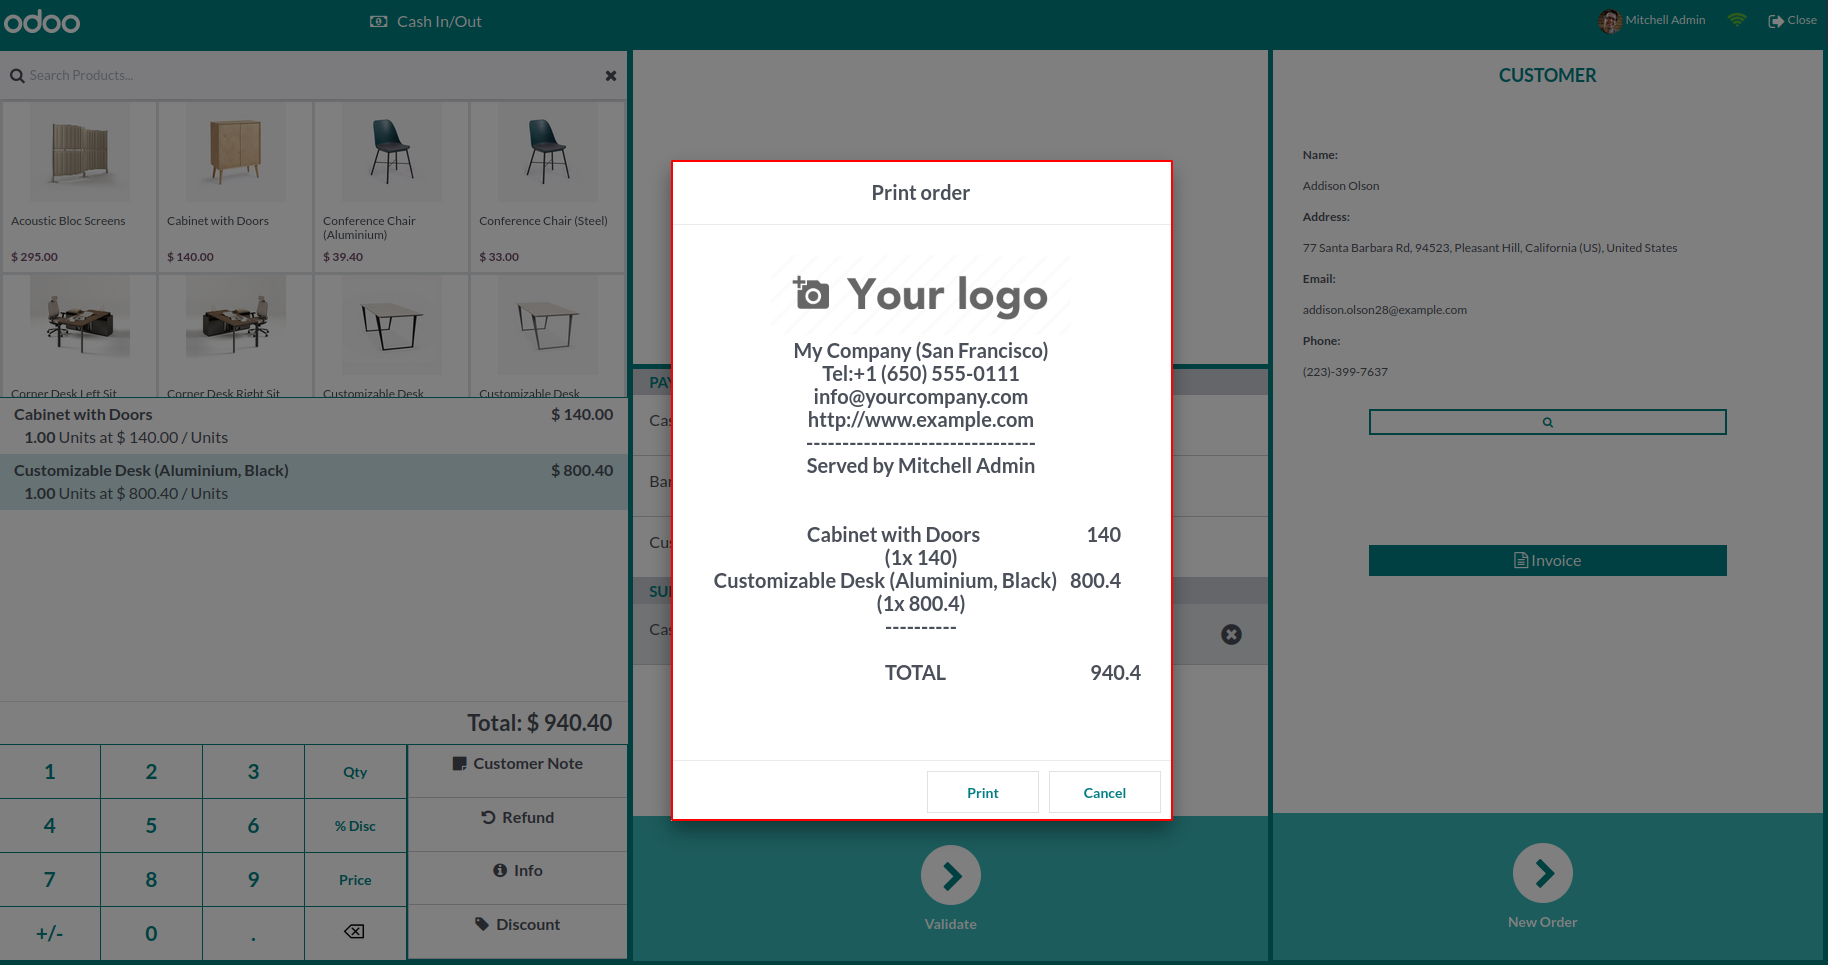 odoo
Cash In/Out
Mitchell Admin
Close
Search Products...
Acoustic Bloc Screens
$ 295.00
Cabinet with Doors
$ 140.00
Conference Chair
(Aluminium)
$ 39.40
Conference Chair (Steel)
$ 33.00
Corner Desk Left Sit
Corner Desk Right Sit
Customizable Desk
Customizable Desk
Cabinet with Doors
$ 140.00
1.00 Units at $ 140.00 / Units
Customizable Desk (Aluminium, Black)
$ 800.40
1.00 Units at $ 800.40 / Units
Total: $ 940.40
1
2
3
Qty
4
5
6
% Disc
7
8
9
Price
+/-
0
.
Customer Note
Refund
Info
Discount
Print order
Your logo
My Company (San Francisco)
Tel:+1 (650) 555-0111
info@yourcompany.com
http://www.example.com
--------------------------------
Served by Mitchell Admin
Cabinet with Doors 140
(1x 140)
Customizable Desk (Aluminium, Black) 800.4
(1x 800.4)
----------
TOTAL 940.4
Print
Cancel
Validate
CUSTOMER
Name:
Addison Olson
Address:
77 Santa Barbara Rd, 94523, Pleasant Hill, California (US), United States
Email:
addison.olson28@example.com
Phone:
(223)-399-7637
Invoice
New Order